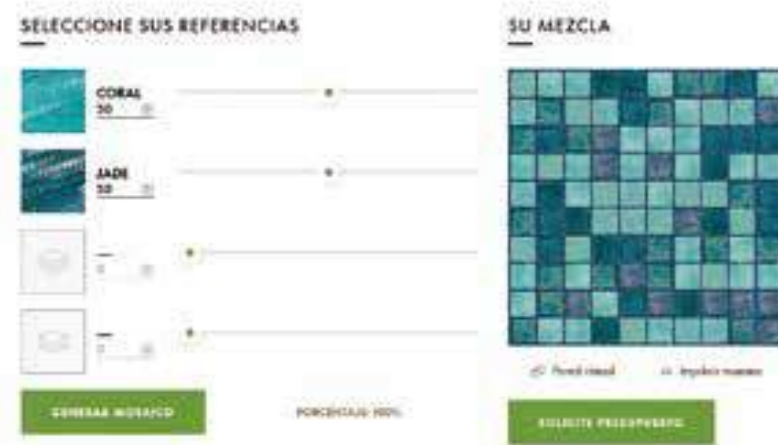 SELECCIONE SUS REFERENCIAS
CORAL
50
JADE
50
GENERAR MOSAICO
PORCENTAJE 100%
SU MEZCLA
SOLICITE PRESUPUESTO